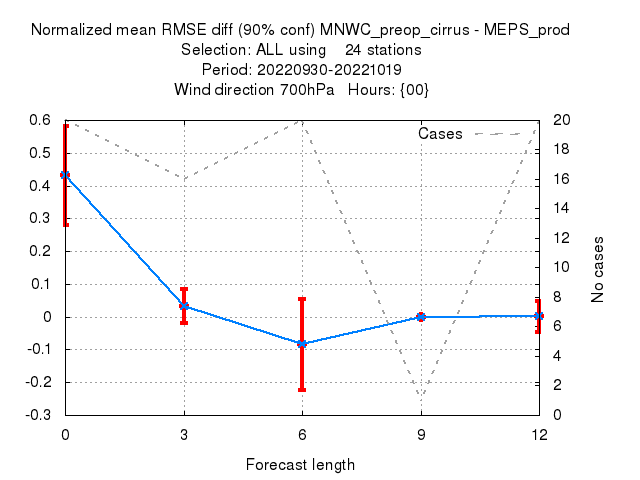 Normalized mean RMSE diff (90% conf) MNWC_preop_cirrus - MEPS_prod
Selection: ALL using 24 stations
Period: 20220930-20221019
Wind direction 700hPa Hours: {00}
Cases
0.6
0.5
0.4
0.3
0.2
0.1
0
-0.1
-0.2
-0.3
20
18
16
14
12
10
8
6
4
2
0
No cases
0 3 6 9 12
Forecast length